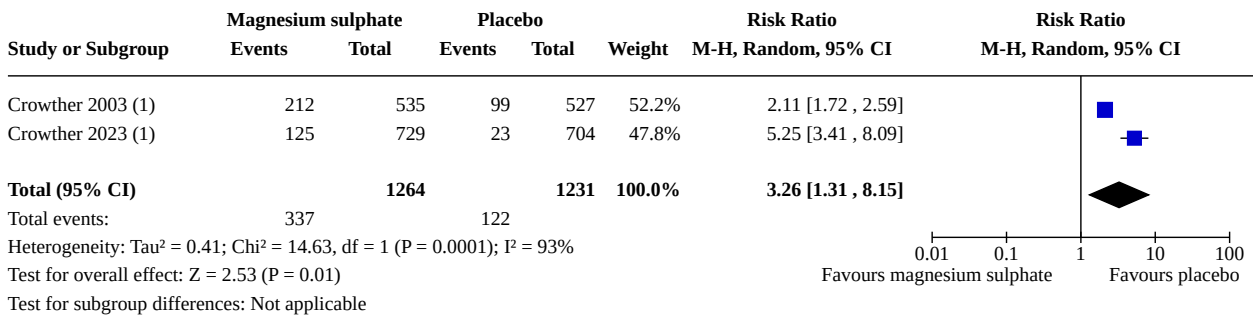 Magnesium sulphate Placebo Risk Ratio Risk Ratio
Study or Subgroup Events Total Events Total Weight M-H, Random, 95% CI M-H, Random, 95% CI
Crowther 2003 (1) 212 535 99 527 52.2% 2.11 [1.72 , 2.59]
Crowther 2023 (1) 125 729 23 704 47.8% 5.25 [3.41 , 8.09]
Total (95% CI) 1264 1231 100.0% 3.26 [1.31 , 8.15]
Total events: 337 122
Heterogeneity: Tau² = 0.41; Chi² = 14.63, df = 1 (P = 0.0001); I² = 93%
0.01 0.1 1 10 100
Test for overall effect: Z = 2.53 (P = 0.01) Favours magnesium sulphate Favours placebo
Test for subgroup differences: Not applicable